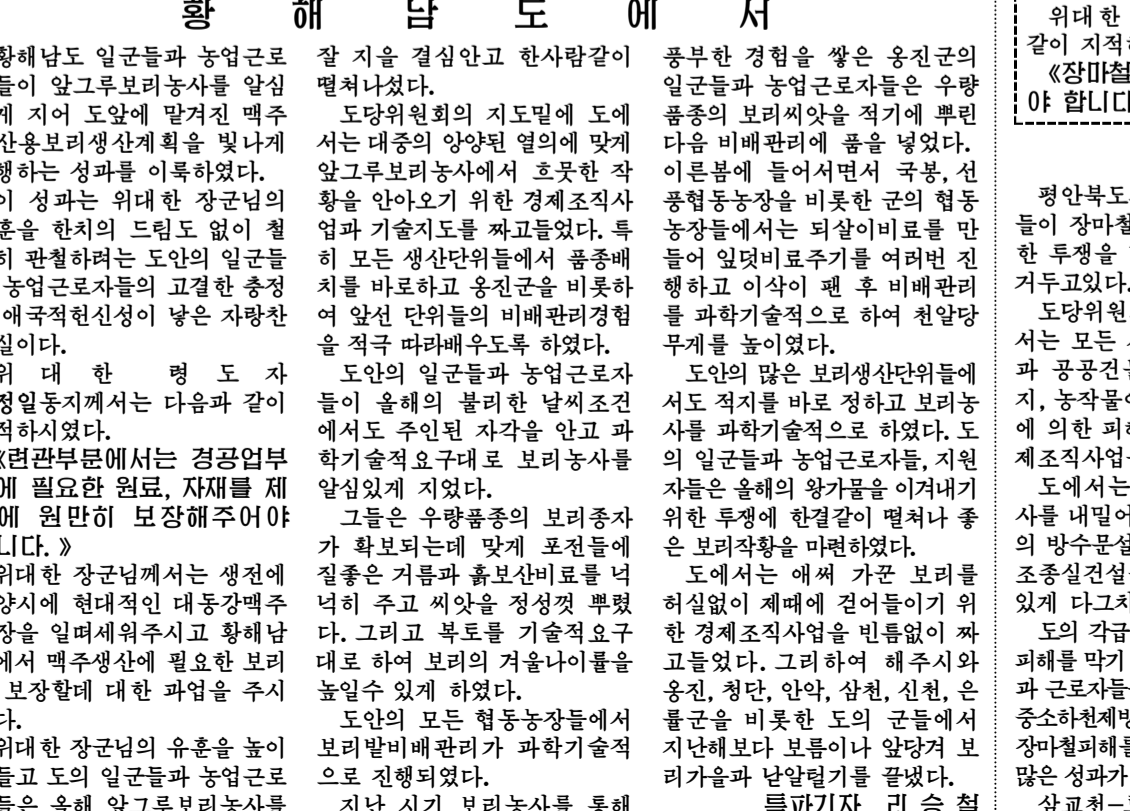 황 해 남 도 에 서
황해남도 일군들과 농업근로
들이 앞그루보리농사를 알심
게 지어 도앞에 맡겨진 맥주
산용보리생산계획을 빛나게
행하는 성과를 이룩하였다.
이 성과는 위대한 장군님의
훈을 한치의 드팀도 없이 철
히 관철하려는 도안의 일군들
농업근로자들의 고결한 충정
애국적헌신성이 낳은 자랑찬
실이다.
위 대 한 령 도 자
정일동지께서는 다음과 같이
적하시였다.
《련관부문에서는 경공업부
에 필요한 원료, 자재를 제
에 원만히 보장해주어야
니다. 》
위대한 장군님께서는 생전에
양시에 현대적인 대동강맥주
장을 일떠세워주시고 황해남
에서 맥주생산에 필요한 보리
보장할데 대한 과업을 주시
다.
위대한 장군님의 유훈을 높이
들고 도의 일군들과 농업근로
들은 올해 앞그루보리농사를
잘 지을 결심안고 한사람같이
떨쳐나섰다.
도당위원회의 지도밑에 도에
서는 대중의 앙양된 열의에 맞게
앞그루보리농사에서 흐뭇한 작
황을 안아오기 위한 경제조직사
업과 기술지도를 짜고들었다. 특
히 모든 생산단위들에서 품종배
치를 바로하고 옹진군을 비롯하
여 앞선 단위들의 비배관리경험
을 적극 따라배우도록 하였다.
도안의 일군들과 농업근로자
들이 올해의 불리한 날씨조건
에서도 주인된 자각을 안고 과
학기술적요구대로 보리농사를
알심있게 지었다.
그들은 우량품종의 보리종자
가 확보되는데 맞게 포전들에
질좋은 거름과 흙보산비료를 넉
넉히 주고 씨앗을 정성껏 뿌렸
다. 그리고 복토를 기술적요구
대로 하여 보리의 겨울나이률을
높일수 있게 하였다.
도안의 모든 협동농장들에서
보리밭비배관리가 과학기술적
으로 진행되였다.
지난 시기 보리농사를 통해
풍부한 경험을 쌓은 옹진군의
일군들과 농업근로자들은 우량
품종의 보리씨앗을 적기에 뿌린
다음 비배관리에 품을 넣었다.
이른봄에 들어서면서 국봉, 선
풍협동농장을 비롯한 군의 협동
농장들에서는 되살이비료를 만
들어 잎덧비료주기를 여러번 진
행하고 이삭이 팬 후 비배관리
를 과학기술적으로 하여 천알당
무게를 높이였다.
도안의 많은 보리생산단위들에
서도 적지를 바로 정하고 보리농
사를 과학기술적으로 하였다. 도
의 일군들과 농업근로자들, 지원
자들은 올해의 왕가물을 이겨내기
위한 투쟁에 한결같이 떨쳐나 좋
은 보리작황을 마련하였다.
도에서는 애써 가꾼 보리를
허실없이 제때에 걷어들이기 위
한 경제조직사업을 빈틈없이 짜
고들었다. 그리하여 해주시와
옹진, 청단, 안악, 삼천, 신천, 은
률군을 비롯한 도의 군들에서
지난해보다 보름이나 앞당겨 보
리가을과 낟알털기를 끝냈다.
특파기자 리 승 철
위대한
같이 지적
《장마철
야 합니다
평안북도
들이 장마철
한 투쟁을
거두고있다.
도당위원
서는 모든
과 공공건
지, 농작물
에 의한 피해
제조직사업
도에서는
사를 내밀어
의 방수문설
조종실건설
있게 다그치
도의 각급
피해를 막기
과 근로자들
중소하천제방
장마철피해를
많은 성과가
삼교천-